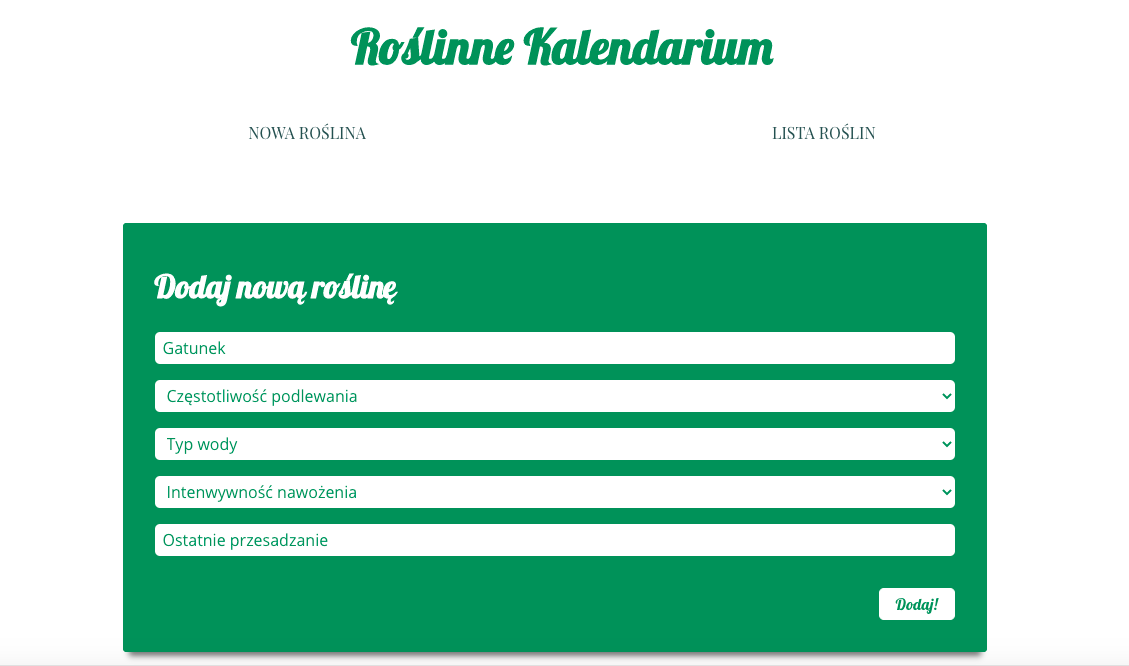 Roślinne Kalendarium
NOWA ROŚLINA
LISTA ROŚLIN
Dodaj nową roślinę
Gatunek
Częstotliwość podlewania
Typ wody
Intenwywność nawożenia
Ostatnie przesadzanie
Dodaj!